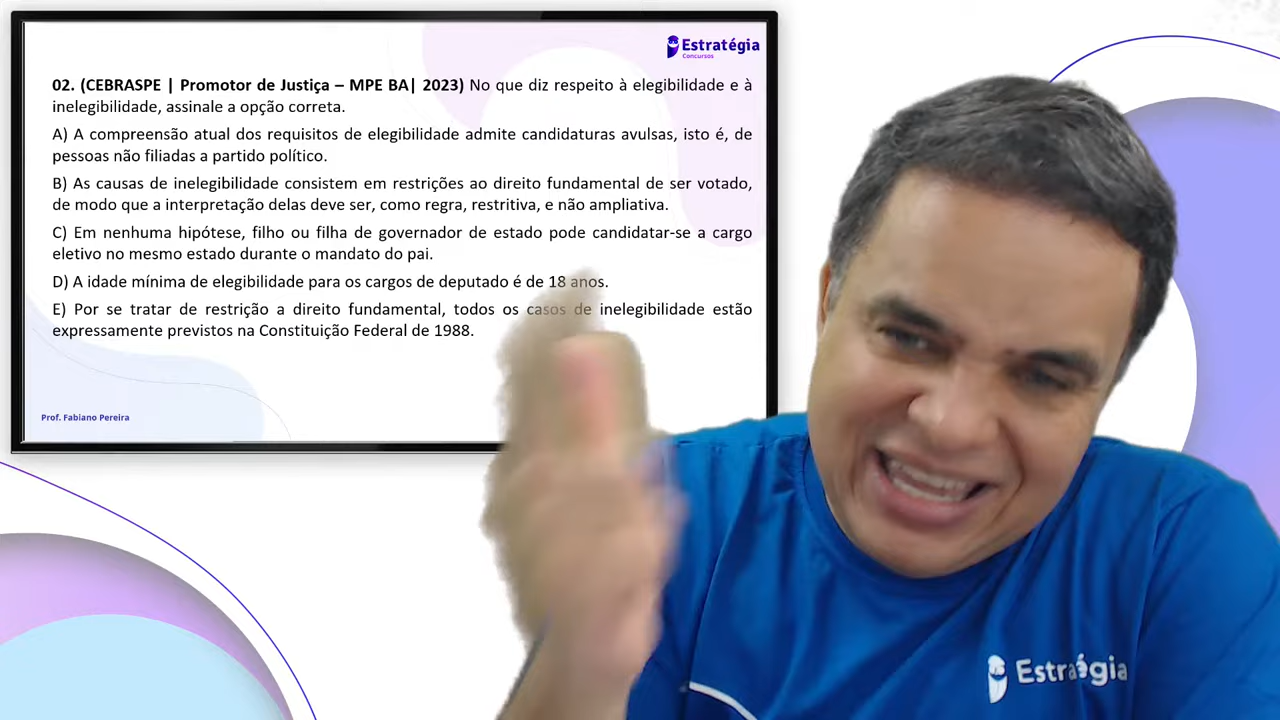 Estratégia
Concursos
02. (CEBRASPE | Promotor de Justiça – MPE BA| 2023) No que diz respeito à elegibilidade e à
inelegibilidade, assinale a opção correta.
A) A compreensão atual dos requisitos de elegibilidade admite candidaturas avulsas, isto é, de
pessoas não filiadas a partido político.
B) As causas de inelegibilidade consistem em restrições ao direito fundamental de ser votado,
de modo que a interpretação delas deve ser, como regra, restritiva, e não ampliativa.
C) Em nenhuma hipótese, filho ou filha de governador de estado pode candidatar-se a cargo
eletivo no mesmo estado durante o mandato do pai.
D) A idade mínima de elegibilidade para os cargos de deputado é de 18 anos.
E) Por se tratar de restrição a direito fundamental, todos os casos de inelegibilidade estão
expressamente previstos na Constituição Federal de 1988.
Prof. Fabiano Pereira
Estratégia